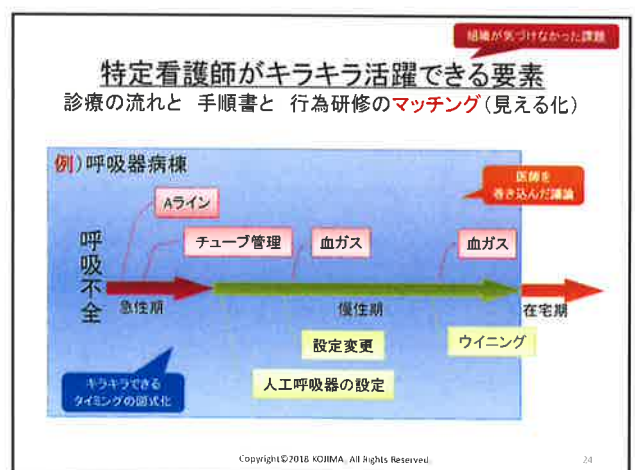 組織が気づけなかった課題
特定看護師がキラキラ活躍できる要素
診療の流れと 手順書と 行為研修のマッチング(見える化)
例)呼吸器病棟
医師を
巻き込んだ議論
Aライン
チューブ管理
血ガス
血ガス
呼吸不全
急性期
慢性期
在宅期
設定変更
ウイニング
人工呼吸器の設定
キラキラできる
タイミングの図式化
Copyright©2018 KOJIMA, All Rights Reserved
24